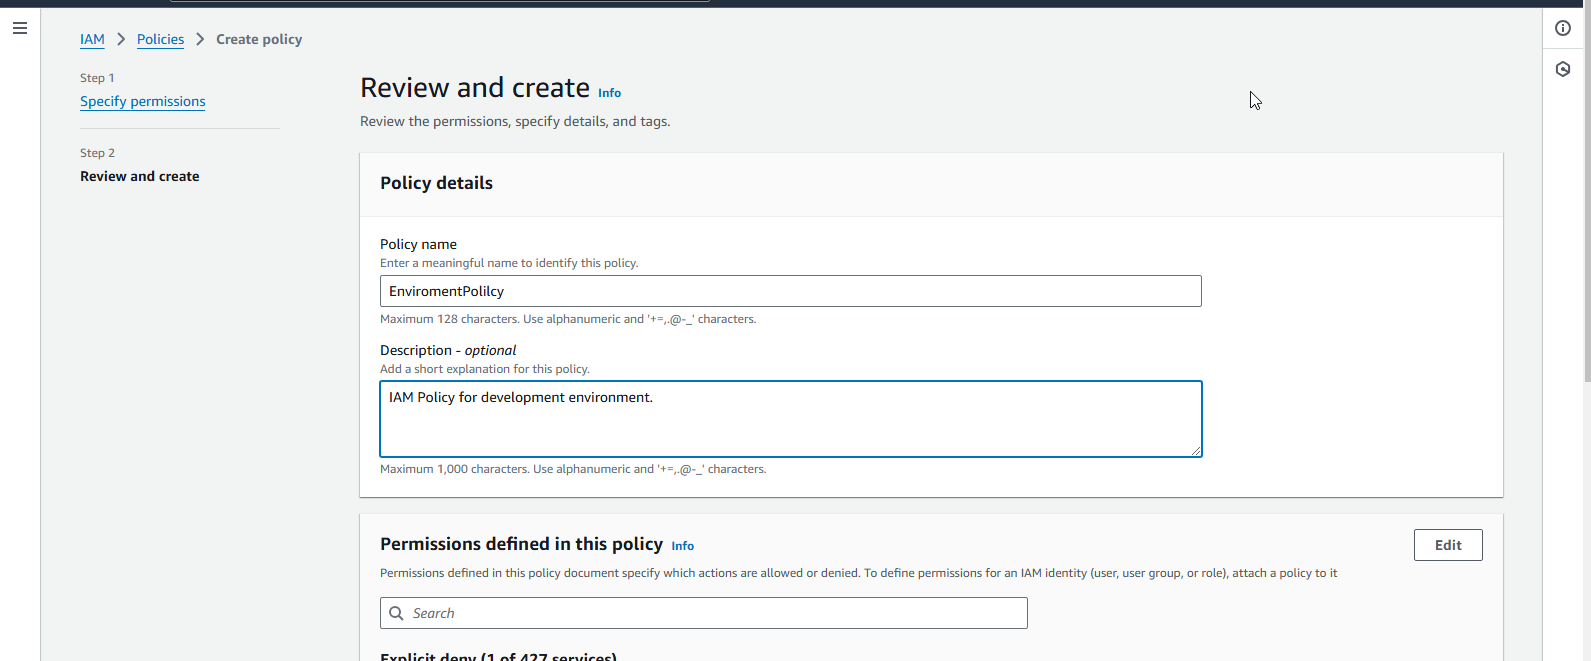 IAM > Policies > Create policy
Step 1
Specify permissions
Step 2
Review and create
Review and create Info
Review the permissions, specify details, and tags.
Policy details
Policy name
Enter a meaningful name to identify this policy.
EnviromentPolilcy
Maximum 128 characters. Use alphanumeric and '+=,.@-_' characters.
Description - optional
Add a short explanation for this policy.
IAM Policy for development environment.
Maximum 1,000 characters. Use alphanumeric and '+=,.@-_' characters.
Permissions defined in this policy Info
Edit
Permissions defined in this policy document specify which actions are allowed or denied. To define permissions for an IAM identity (user, user group, or role), attach a policy to it
Search
Explicit deny (1 of 427 services)